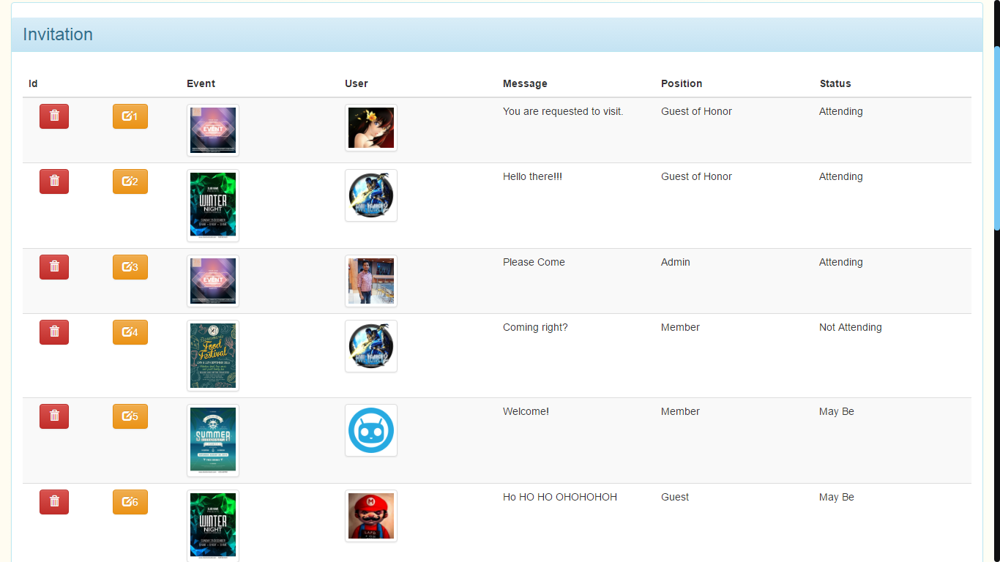 Invitation
Id Event User Message Position Status
1 EVENT You are requested to visit. Guest of Honor Attending
2 Hello there!!! Guest of Honor Attending
WINTER
NIGHT
3 EVENT Please Come Admin Attending
4 Coming right? Member Not Attending
Food
Festival
5 Welcome! Member May Be
SUMMER
6 Ho HO HO OHOHOHOH Guest May Be
M
WINTER
NIGHT